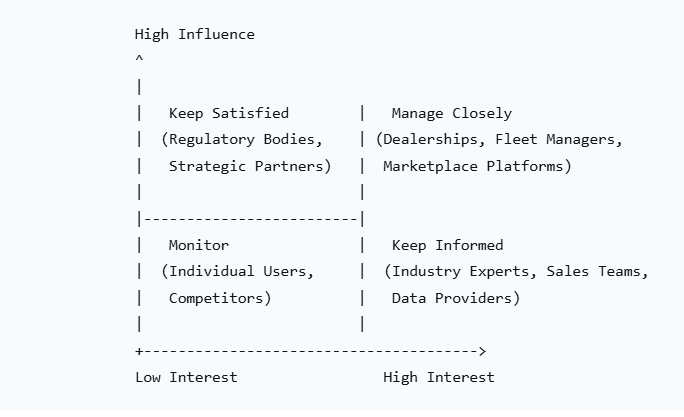 High Influence
^
|
|   Keep Satisfied        |   Manage Closely
|  (Regulatory Bodies,    | (Dealerships, Fleet Managers,
|   Strategic Partners)   |  Marketplace Platforms)
|                         |
|-------------------------|
|   Monitor               |   Keep Informed
|  (Individual Users,     |  (Industry Experts, Sales Teams,
|   Competitors)          |   Data Providers)
|                         |
+--------------------------------------->
Low Interest                 High Interest